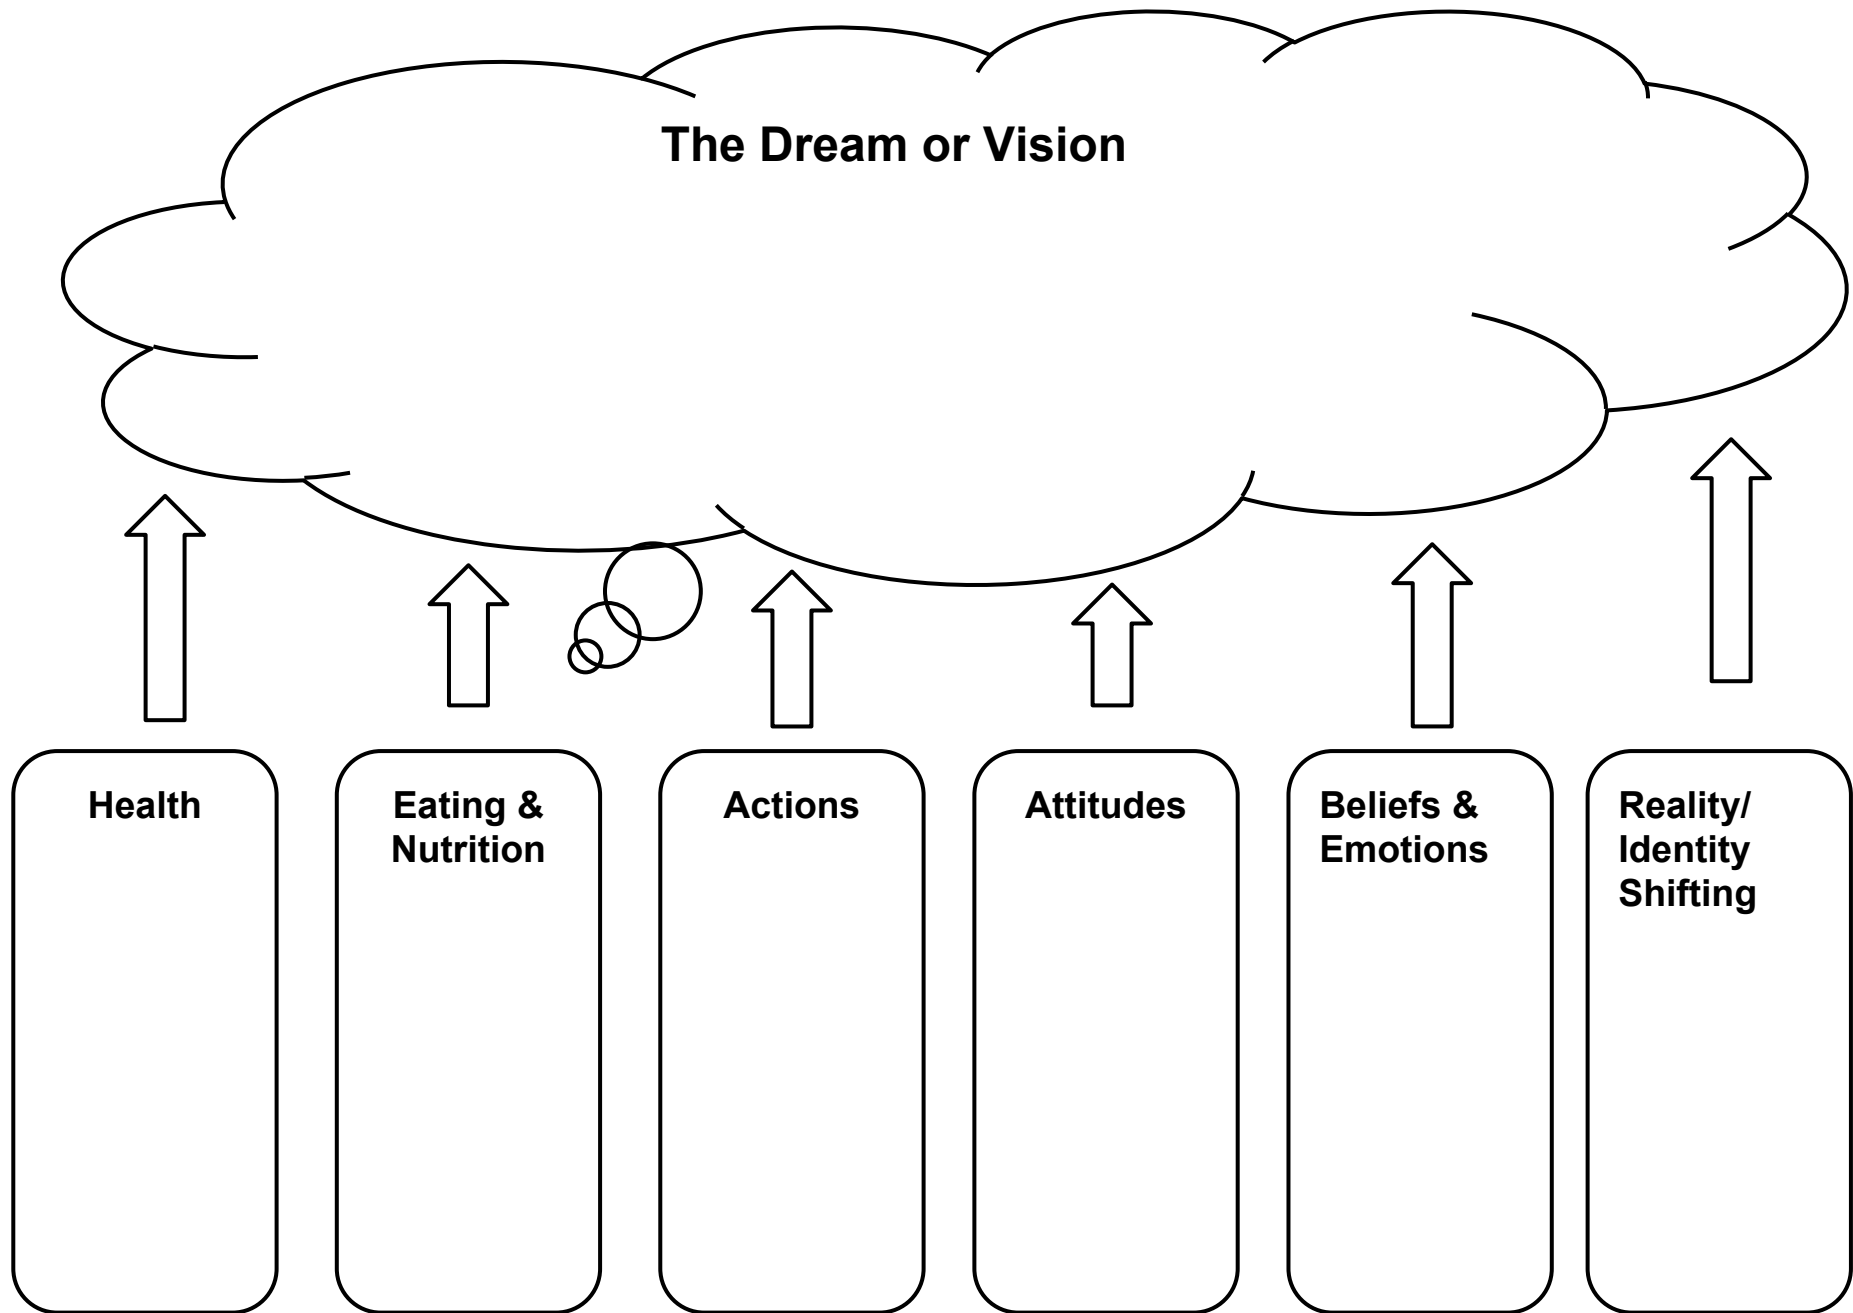 The Dream or Vision
Health
Eating &
Nutrition
Actions
Attitudes
Beliefs &
Emotions
Reality/
Identity
Shifting